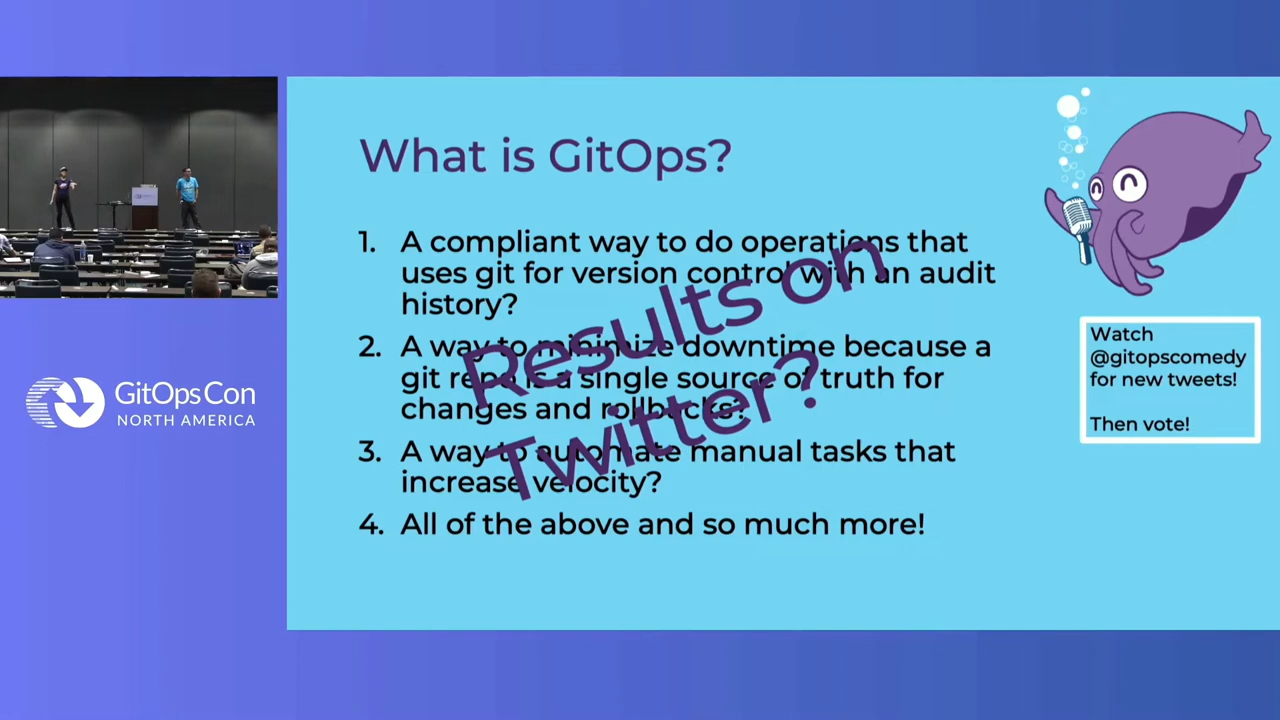 What is GitOps?
1. A compliant way to do operations that
uses git for version control with an audit
history?
2. A way to minimize downtime because a
git repo is a single source of truth for
changes and rollbacks?
3. A way to automate manual tasks that
increase velocity?
4. All of the above and so much more!
Results on
Twitter?
Watch
@gitopscomedy
for new tweets!
Then vote!
GitOpsCon
NORTH AMERICA